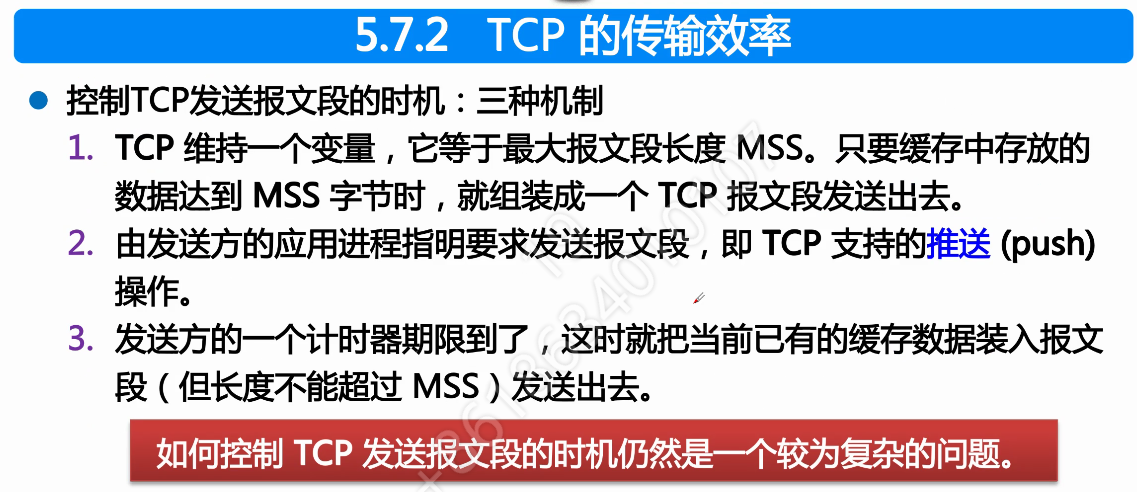 5.7.2 TCP 的传输效率
控制TCP发送报文段的时机：三种机制
1. TCP 维持一个变量，它等于最大报文段长度 MSS。只要缓存中存放的
数据达到 MSS 字节时，就组装成一个 TCP 报文段发送出去。
2. 由发送方的应用进程指明要求发送报文段，即 TCP 支持的推送 (push)
操作。
3. 发送方的一个计时器期限到了，这时就把当前已有的缓存数据装入报文
段（但长度不能超过 MSS）发送出去。
如何控制 TCP 发送报文段的时机仍然是一个较为复杂的问题。